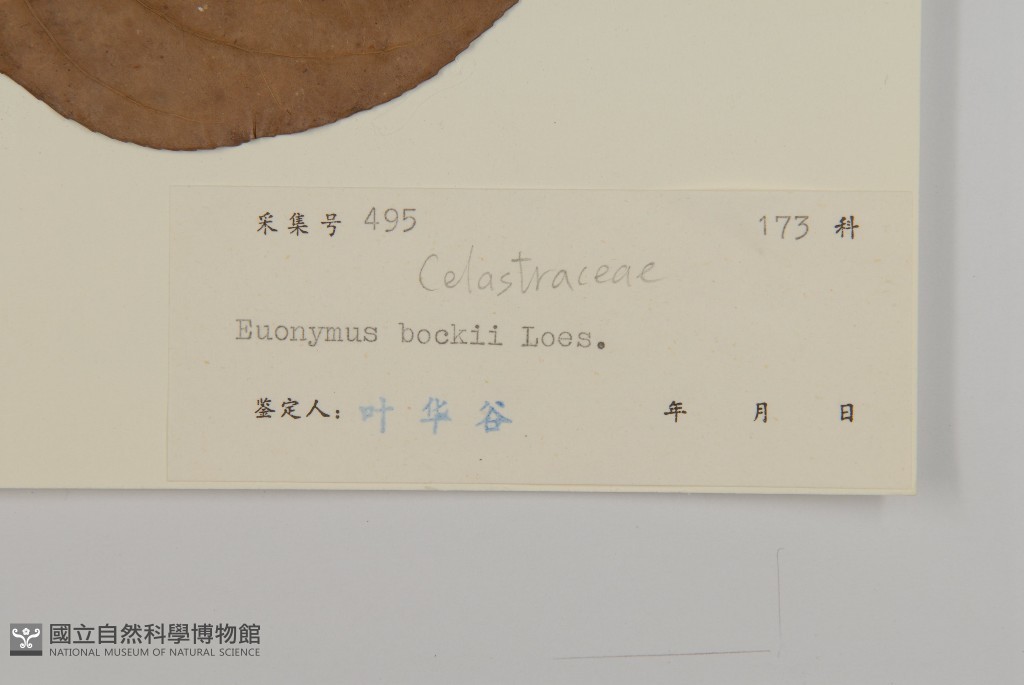 采集号 495 173 科
Celastraceae
Euonymus bockii Loes.
鉴定人: 叶华谷 年 月 日
國立自然科學博物館
NATIONAL MUSEUM OF NATURAL SCIENCE